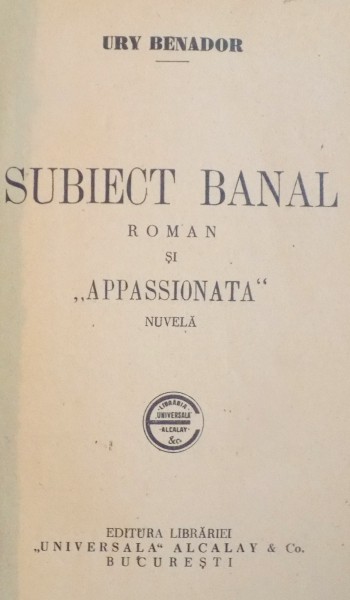 URY BENADOR
SUBIECT BANAL
ROMAN
ȘI
„APPASSIONATA“
NUVELĂ
LIBRĂRIA
„UNIVERSALA“
ALCALAY
&Co.
EDITURA LIBRĂRIEI
„UNIVERSALA“ ALCALAY & Co.
BUCUREȘTI